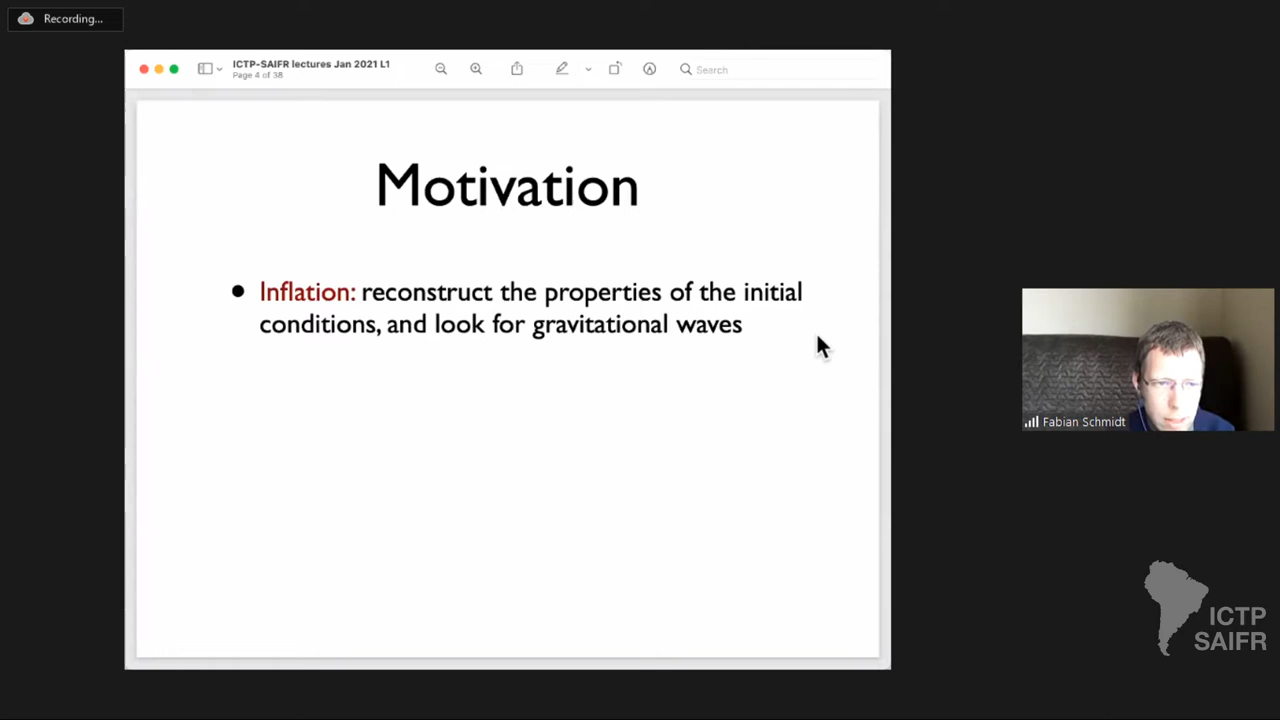 Recording...
ICTP-SAIFR lectures Jan 2021 L1
Page 4 of 38
Search
Motivation
• Inflation: reconstruct the properties of the initial
conditions, and look for gravitational waves
Fabian Schmidt
ICTP
SAIFR